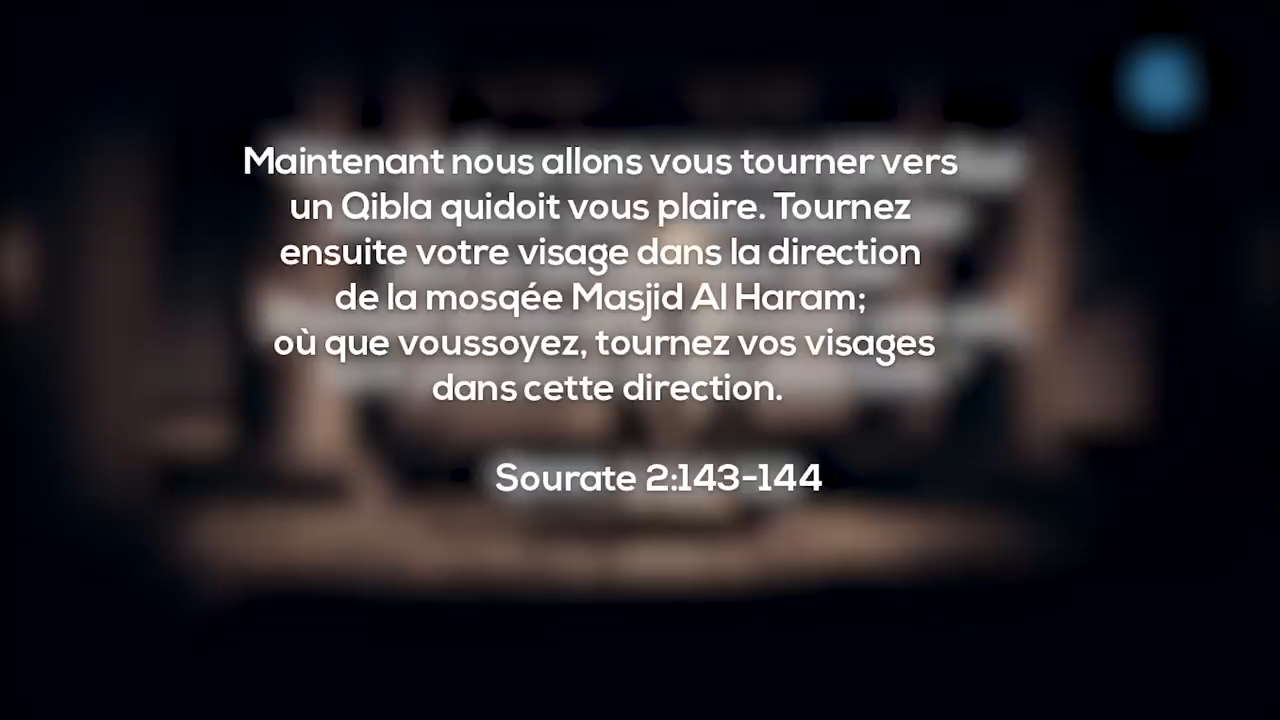 Maintenant nous allons vous tourner vers
un Qibla quidoit vous plaire. Tournez
ensuite votre visage dans la direction
de la mosqée Masjid Al Haram;
où que voussoyez, tournez vos visages
dans cette direction.
Sourate 2:143-144